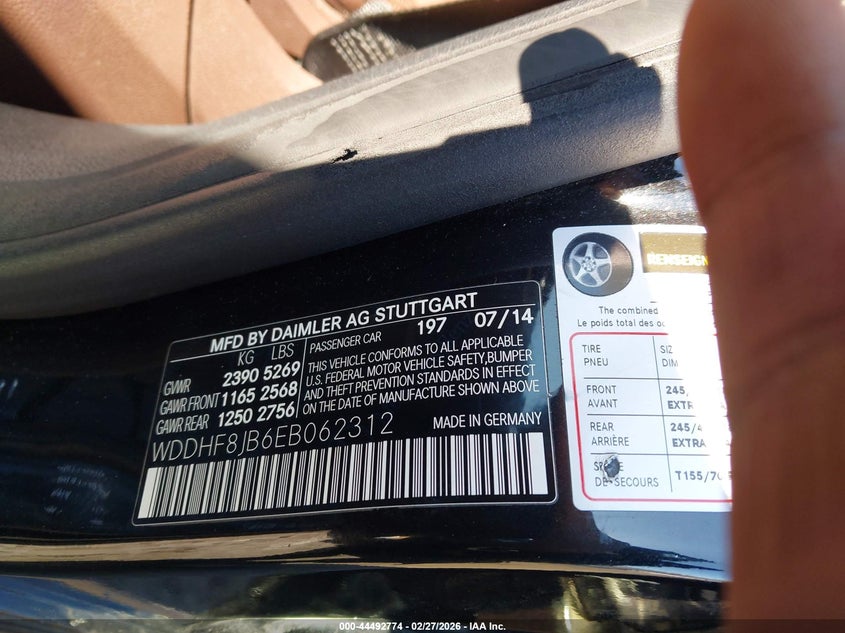 MFD BY DAIMLER AG STUTTGART
KG LBS
GVWR 2390 5269
GAWR FRONT 1165 2568
GAWR REAR 1250 2756
PASSENGER CAR 197 07/14
THIS VEHICLE CONFORMS TO ALL APPLICABLE
U.S. FEDERAL MOTOR VEHICLE SAFETY, BUMPER
AND THEFT PREVENTION STANDARDS IN EFFECT
ON THE DATE OF MANUFACTURE SHOWN ABOVE
WDDHF8JB6EB062312
MADE IN GERMANY
The combined
Le poids total des
TIRE
PNEU
FRONT
AVANT
245/
EXTRA
REAR
ARRIÈRE
245/4
EXTRA
DE SECOURS
T155/70
000-44492774 - 02/27/2026 - IAA Inc.